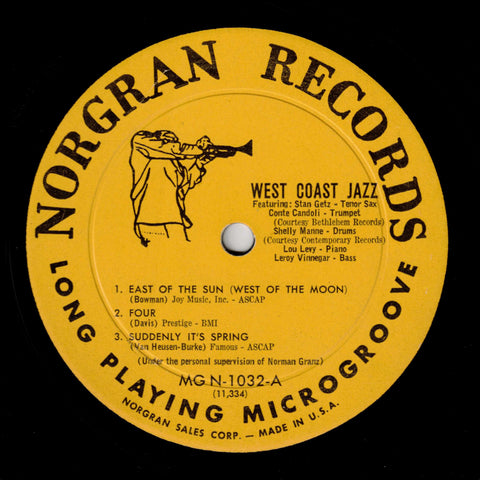 NORGRAN RECORDS
WEST COAST JAZZ
Featuring: Stan Getz - Tenor Sax
Conte Candoli - Trumpet
(Courtesy Bethlehem Records)
Shelly Manne - Drums
(Courtesy Contemporary Records)
Lou Levy - Piano
Leroy Vinnegar - Bass
1. EAST OF THE SUN (WEST OF THE MOON)
(Bowman) Joy Music, Inc. - ASCAP
2. FOUR
(Davis) Prestige - BMI
3. SUDDENLY IT'S SPRING
(Van Heusen-Burke) Famous - ASCAP
(Under the personal supervision of Norman Granz)
MG N-1032-A
(11,334)
LONG PLAYING MICROGROOVE
NORGRAN SALES CORP. — MADE IN U.S.A.